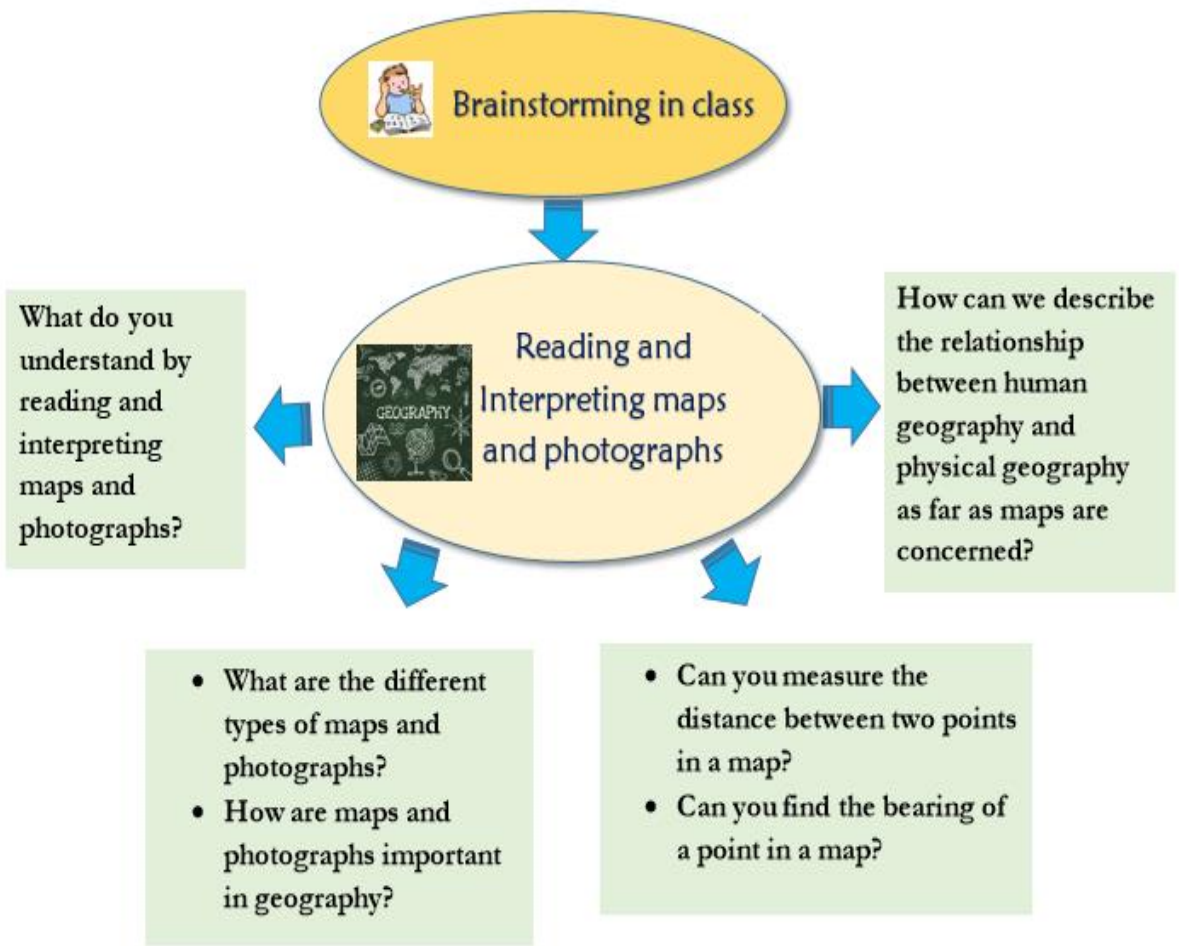 Brainstorming in class
Reading and
Interpreting maps
and photographs
GEOGRAPHY
What do you
understand by
reading and
interpreting
maps and
photographs?
How can we describe
the relationship
between human
geography and
physical geography
as far as maps are
concerned?
• What are the different
types of maps and
photographs?
• How are maps and
photographs important
in geography?
• Can you measure the
distance between two points
in a map?
• Can you find the bearing of
a point in a map?